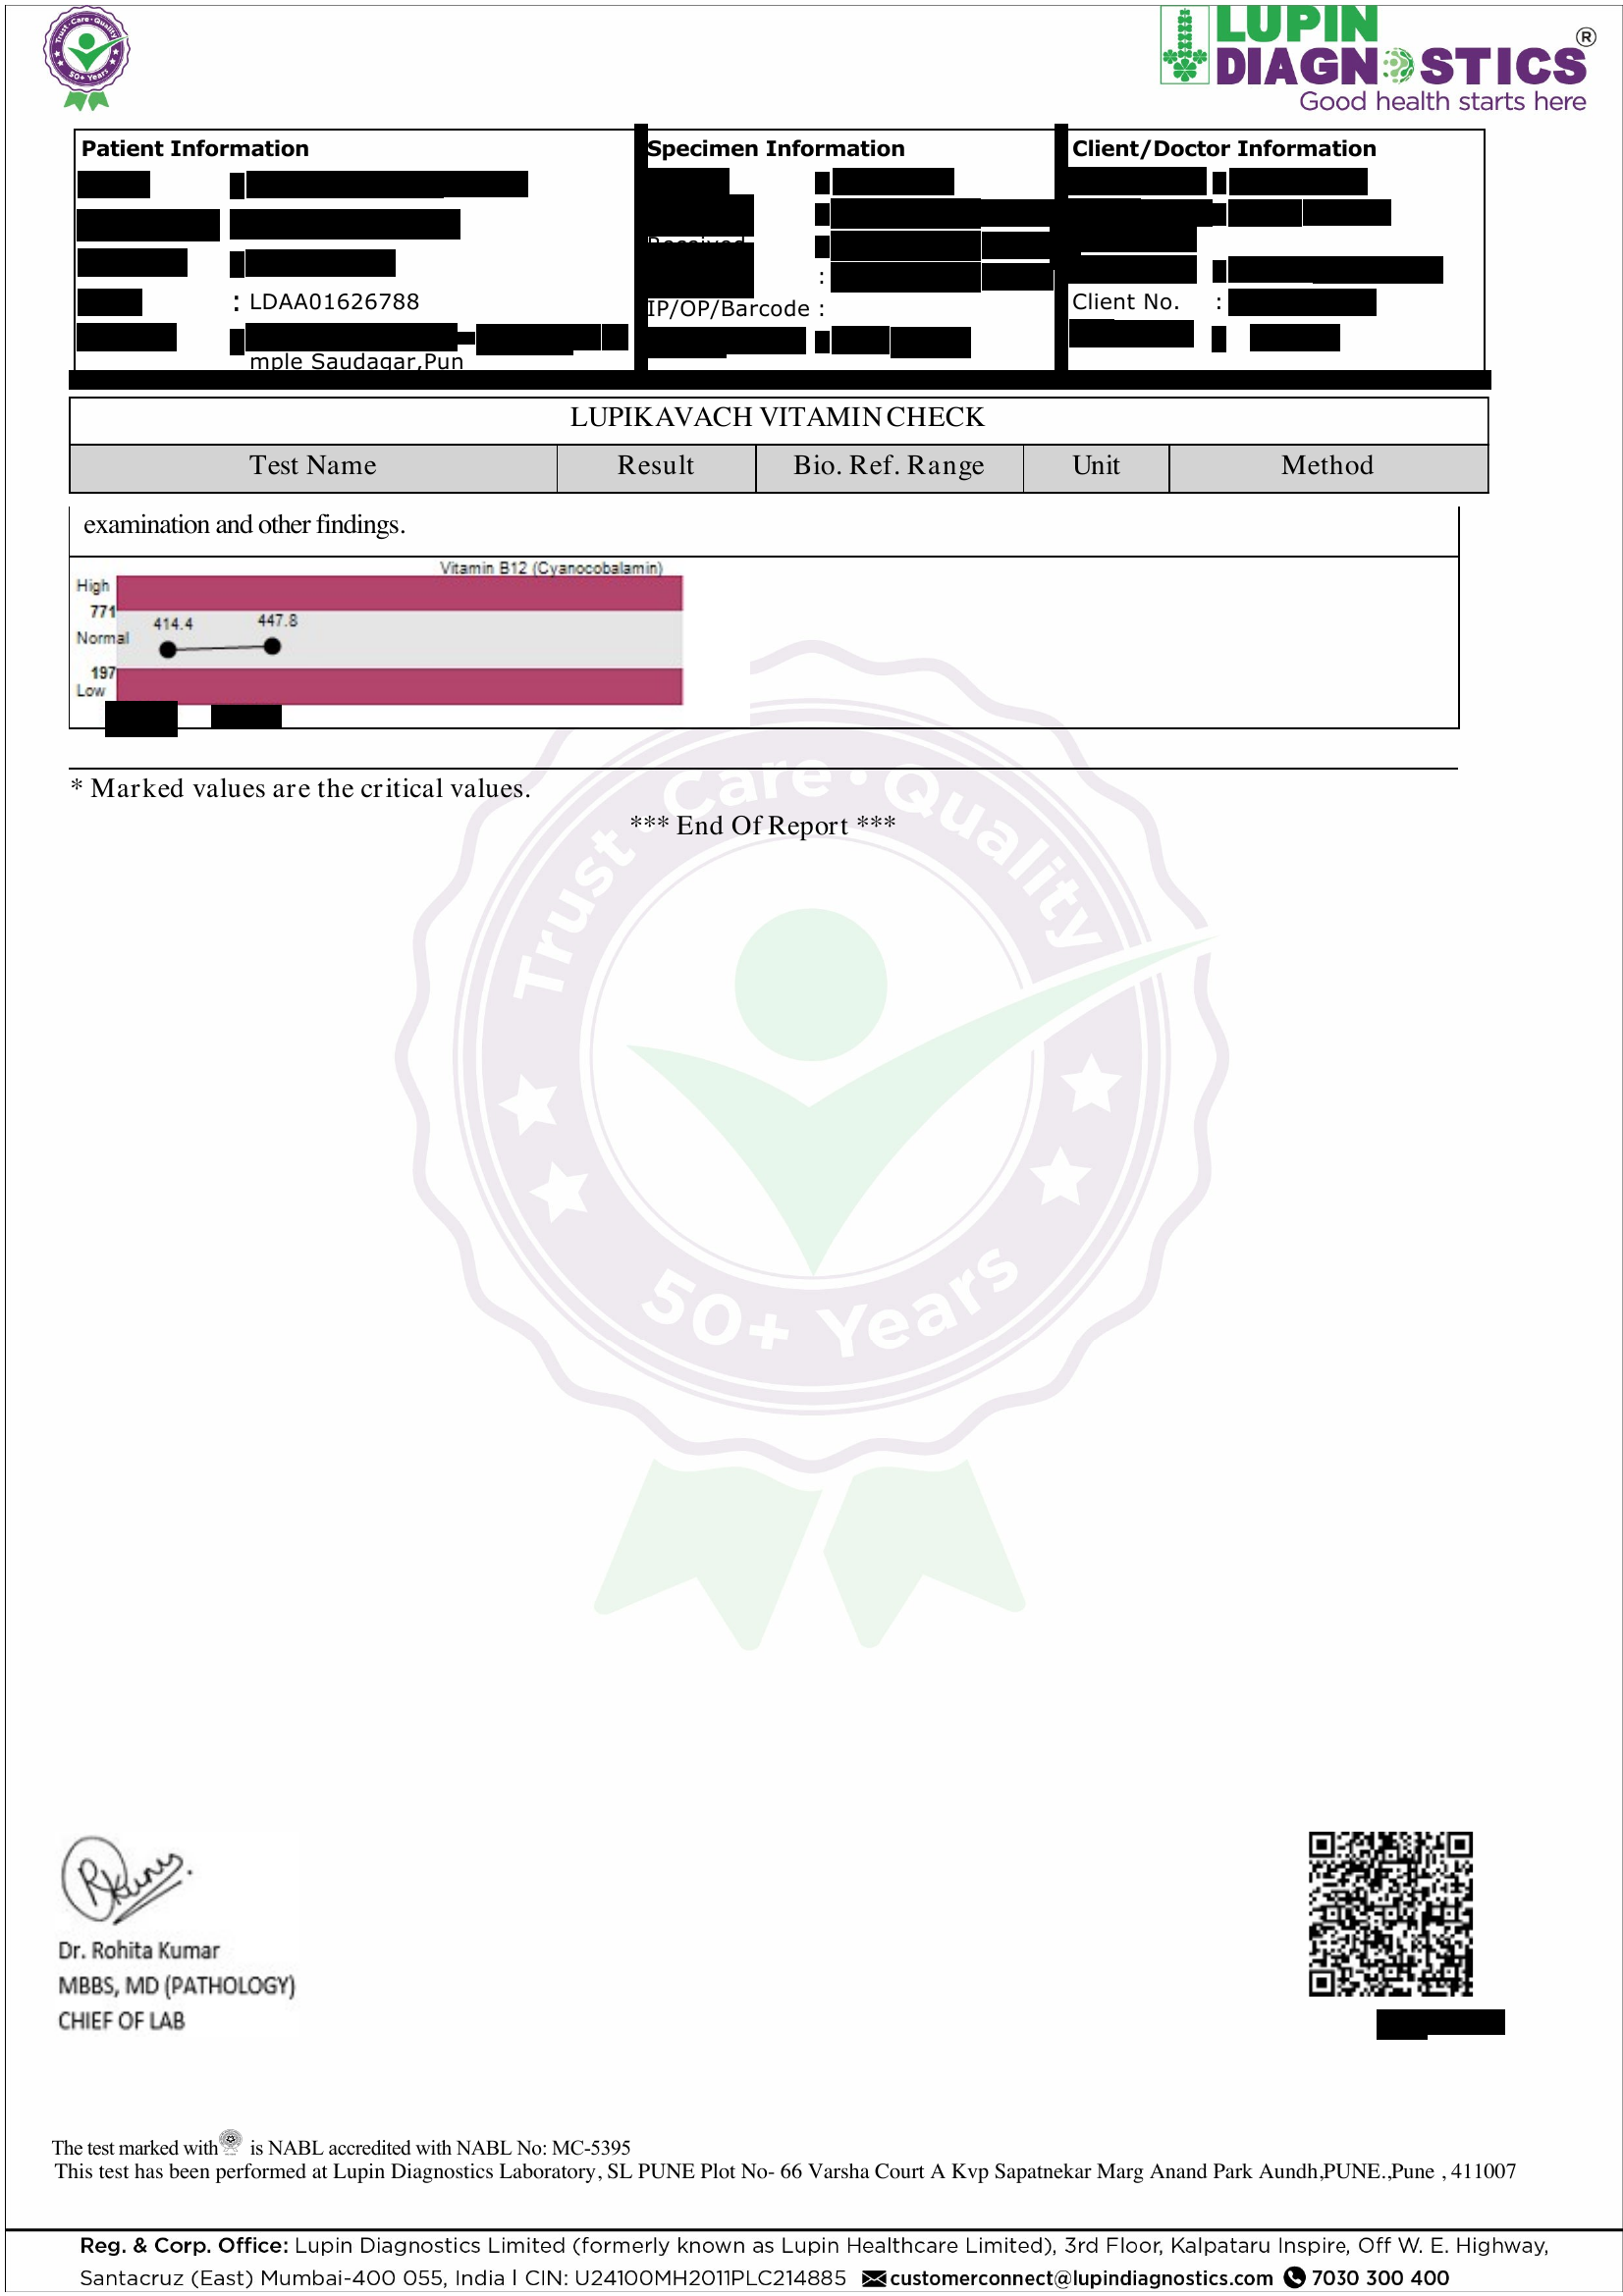 Trust • Care • Quality
50+ Years
LUPIN
DIAGNOSTICS®
Good health starts here
Patient Information
Specimen Information
Client/Doctor Information
: LDAA01626788
:
IP/OP/Barcode :
Client No. :
mple Saudagar,Pun
LUPIKAVACH VITAMIN CHECK
Test Name Result Bio. Ref. Range Unit Method
examination and other findings.
Vitamin B12 (Cyanocobalamin)
High
771
414.4 447.8
Normal
197
Low
* Marked values are the critical values.
*** End Of Report ***
Trust • Care • Quality
50+ Years
Dr. Rohita Kumar
MBBS, MD (PATHOLOGY)
CHIEF OF LAB
The test marked with is NABL accredited with NABL No: MC-5395
This test has been performed at Lupin Diagnostics Laboratory, SL PUNE Plot No- 66 Varsha Court A Kvp Sapatnekar Marg Anand Park Aundh,PUNE.,Pune , 411007
Reg. & Corp. Office: Lupin Diagnostics Limited (formerly known as Lupin Healthcare Limited), 3rd Floor, Kalpataru Inspire, Off W. E. Highway,
Santacruz (East) Mumbai-400 055, India I CIN: U24100MH2011PLC214885 customerconnect@lupindiagnostics.com 7030 300 400